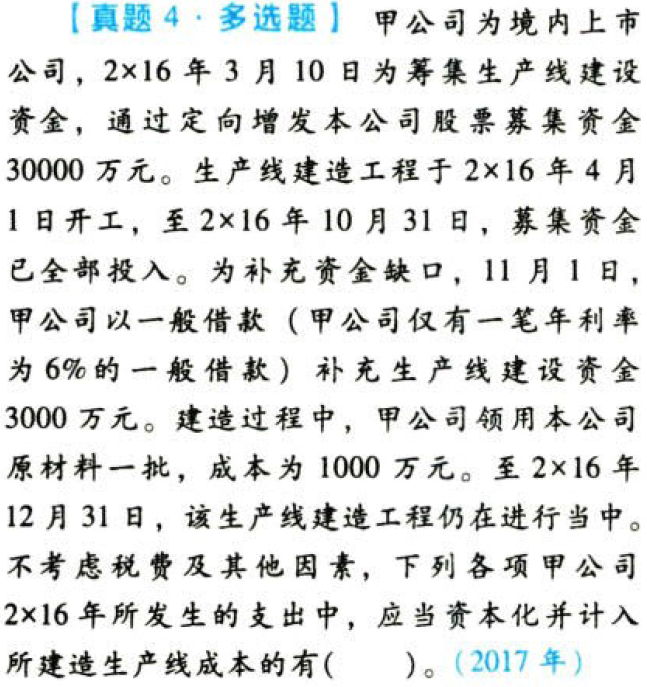 【真题 4 · 多选题】 甲公司为境内上市
公司，2×16 年 3 月 10 日为筹集生产线建设
资金，通过定向增发本公司股票募集资金
30000 万元。生产线建造工程于 2×16 年 4 月
1 日开工，至 2×16 年 10 月 31 日，募集资金
已全部投入。为补充资金缺口，11 月 1 日，
甲公司以一般借款（甲公司仅有一笔年利率
为 6% 的一般借款）补充生产线建设资金
3000 万元。建造过程中，甲公司领用本公司
原材料一批，成本为 1000 万元。至 2×16 年
12 月 31 日，该生产线建造工程仍在进行当中。
不考虑税费及其他因素，下列各项甲公司
2×16 年所发生的支出中，应当资本化并计入
所建造生产线成本的有(　　)。（2017 年）